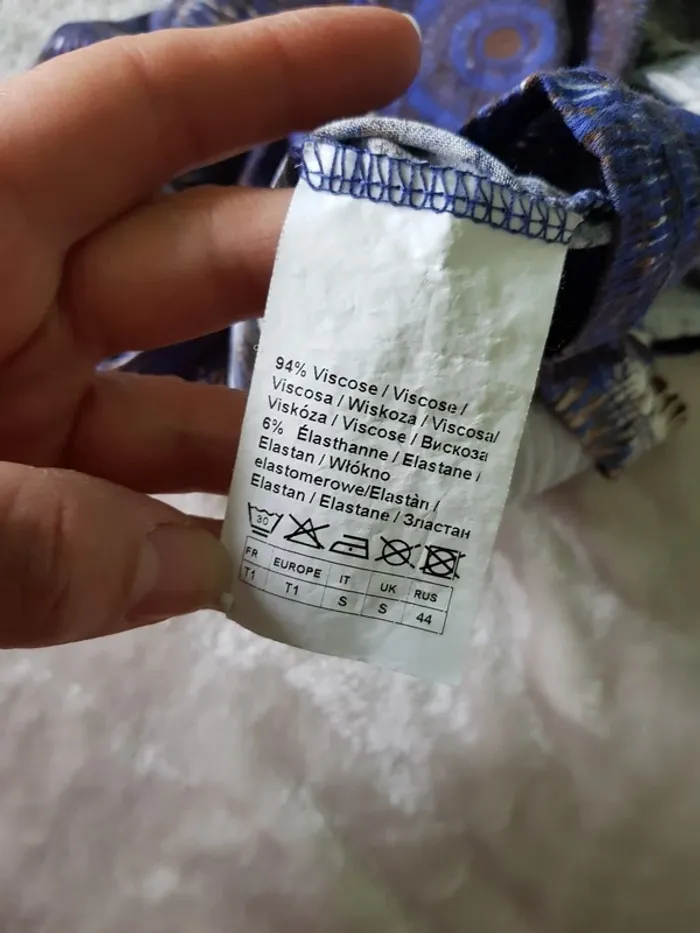 94% Viscose / Viscose /
Viscosa / Wiskoza / Viscosa/
Viskóza / Viscose / Вискоза
6% Élasthanne / Elastane /
Elastan / Włókno
elastomerowe/Elastàn /
Elastan / Elastane / Эластан
30
FR EUROPE IT UK RUS
T1 T1 S S 44